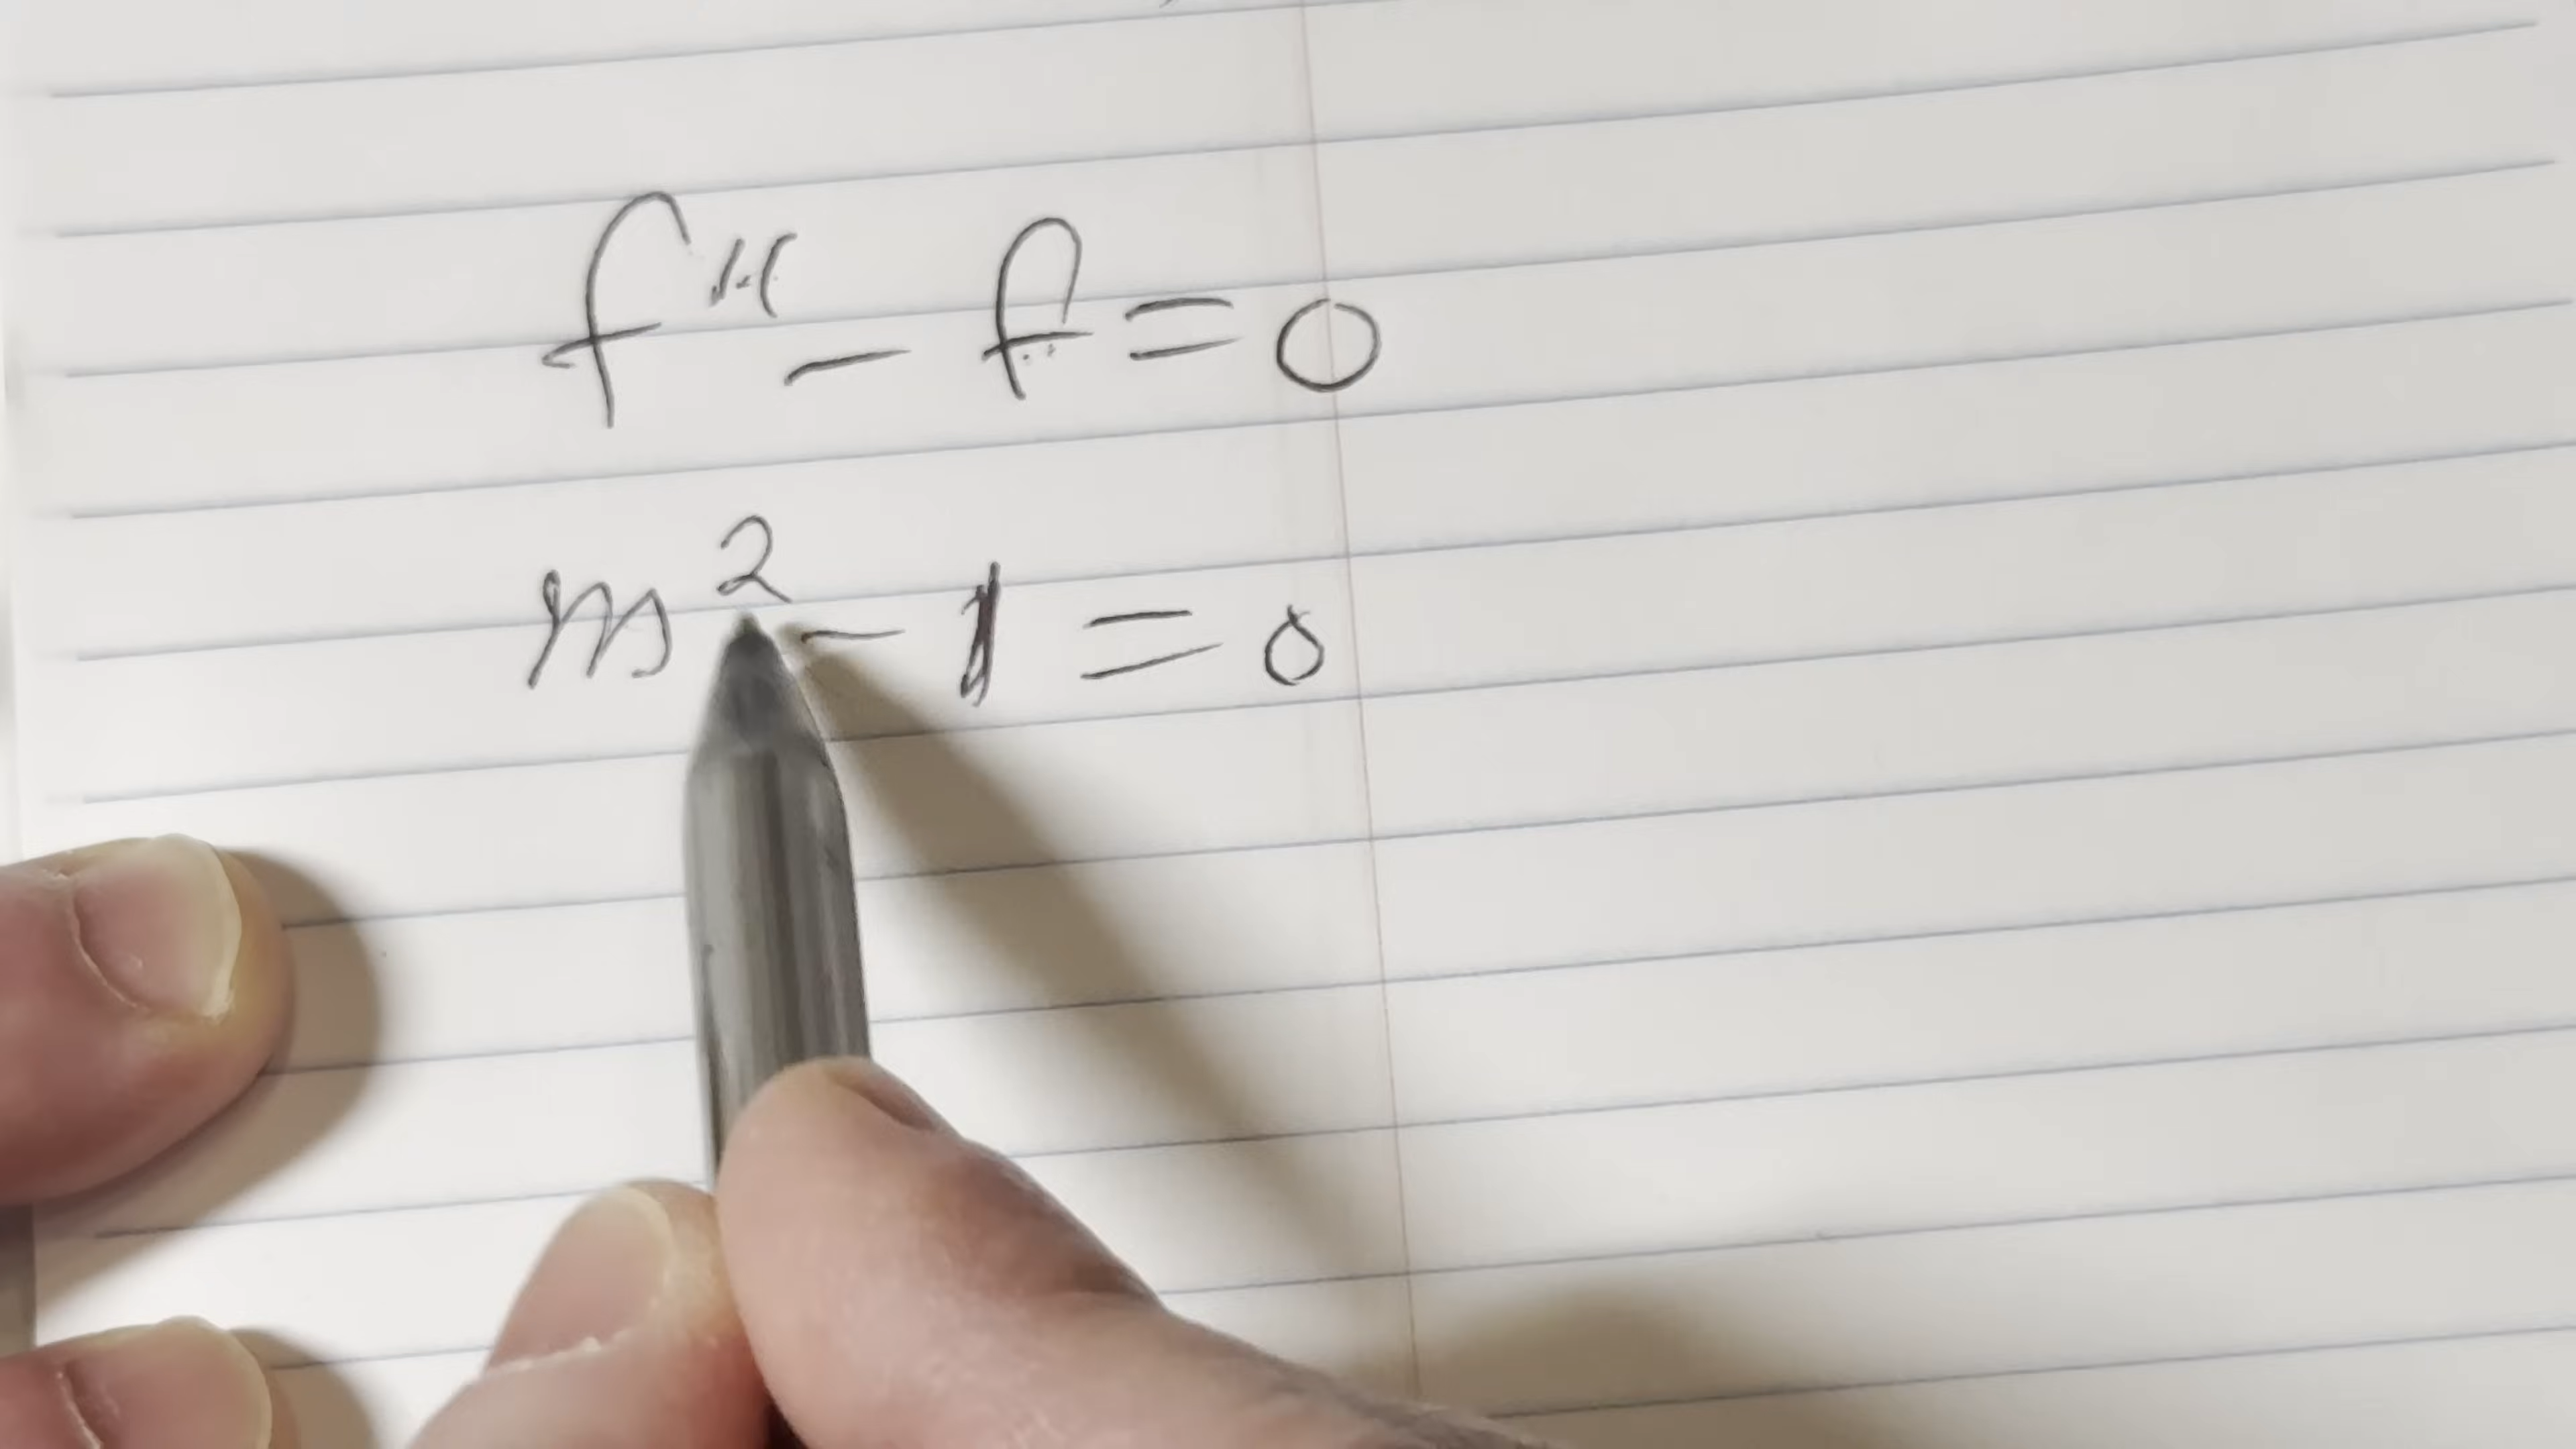 f" - f = 0
m² - 1 = 0